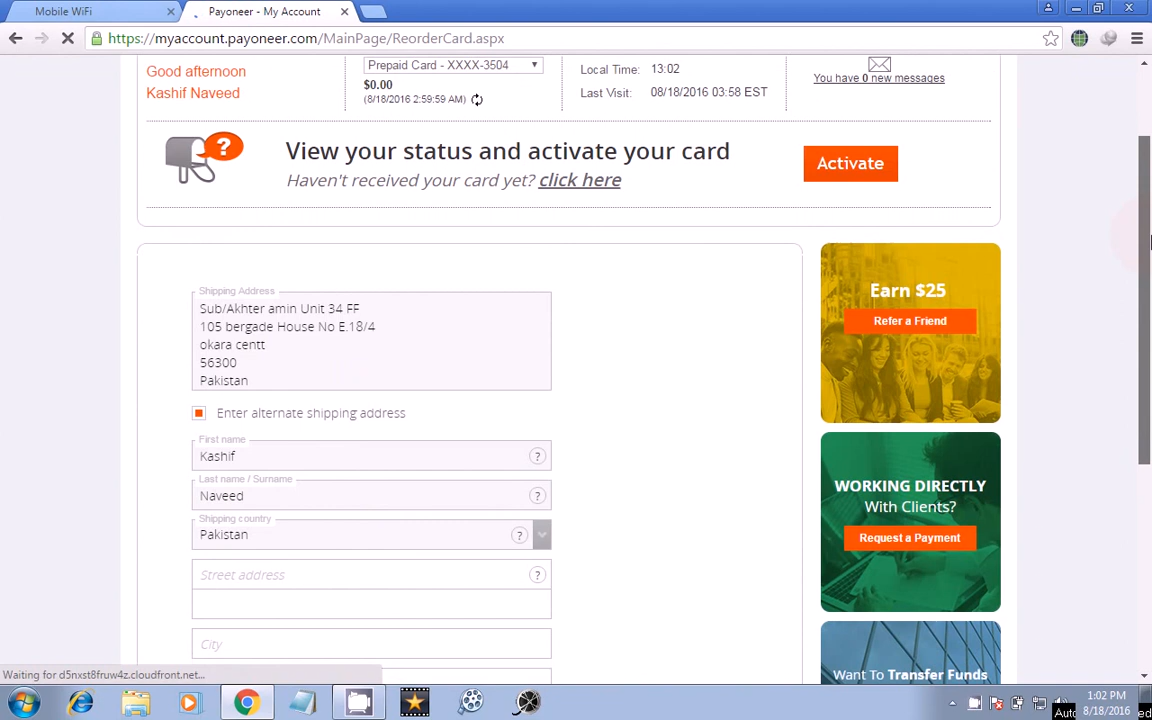 Mobile WiFi
Payoneer - My Account
https://myaccount.payoneer.com/MainPage/ReorderCard.aspx
Good afternoon
Kashif Naveed
Prepaid Card - XXXX-3504
$0.00
(8/18/2016 2:59:59 AM)
Local Time: 13:02
Last Visit: 08/18/2016 03:58 EST
You have 0 new messages
?
View your status and activate your card
Haven't received your card yet? click here
Activate
Shipping Address
Sub/Akhter amin Unit 34 FF
105 bergade House No E.18/4
okara centt
56300
Pakistan
Enter alternate shipping address
First name
Kashif ?
Last name / Surname
Naveed ?
Shipping country
Pakistan ?
Street address ?
City
Earn $25
Refer a Friend
WORKING DIRECTLY
With Clients?
Request a Payment
Want To Transfer Funds
Waiting for d5nxst8fruw4z.cloudfront.net...
1:02 PM
8/18/2016